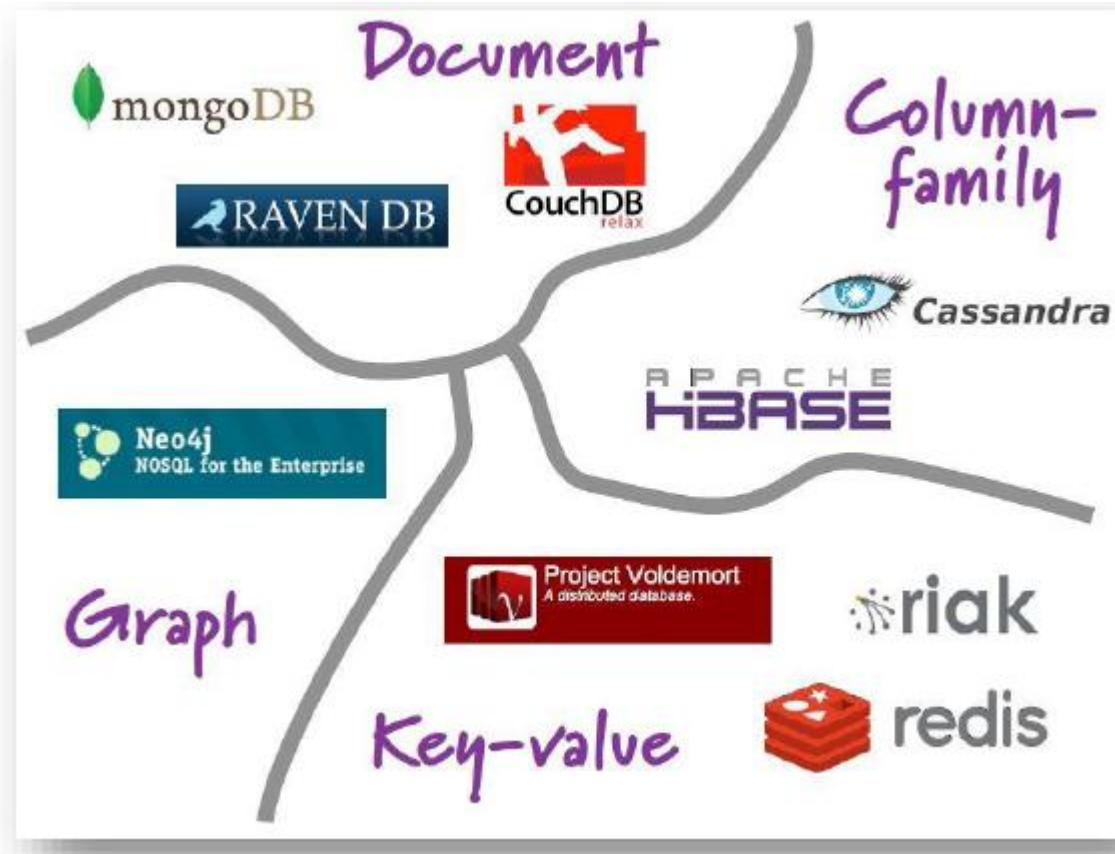 Document
mongoDB
CouchDB
relax
RAVEN DB
Column-
family
Cassandra
APACHE
HBASE
Neo4j
NOSQL for the Enterprise
Graph
Project Voldemort
A distributed database.
riak
redis
Key-value